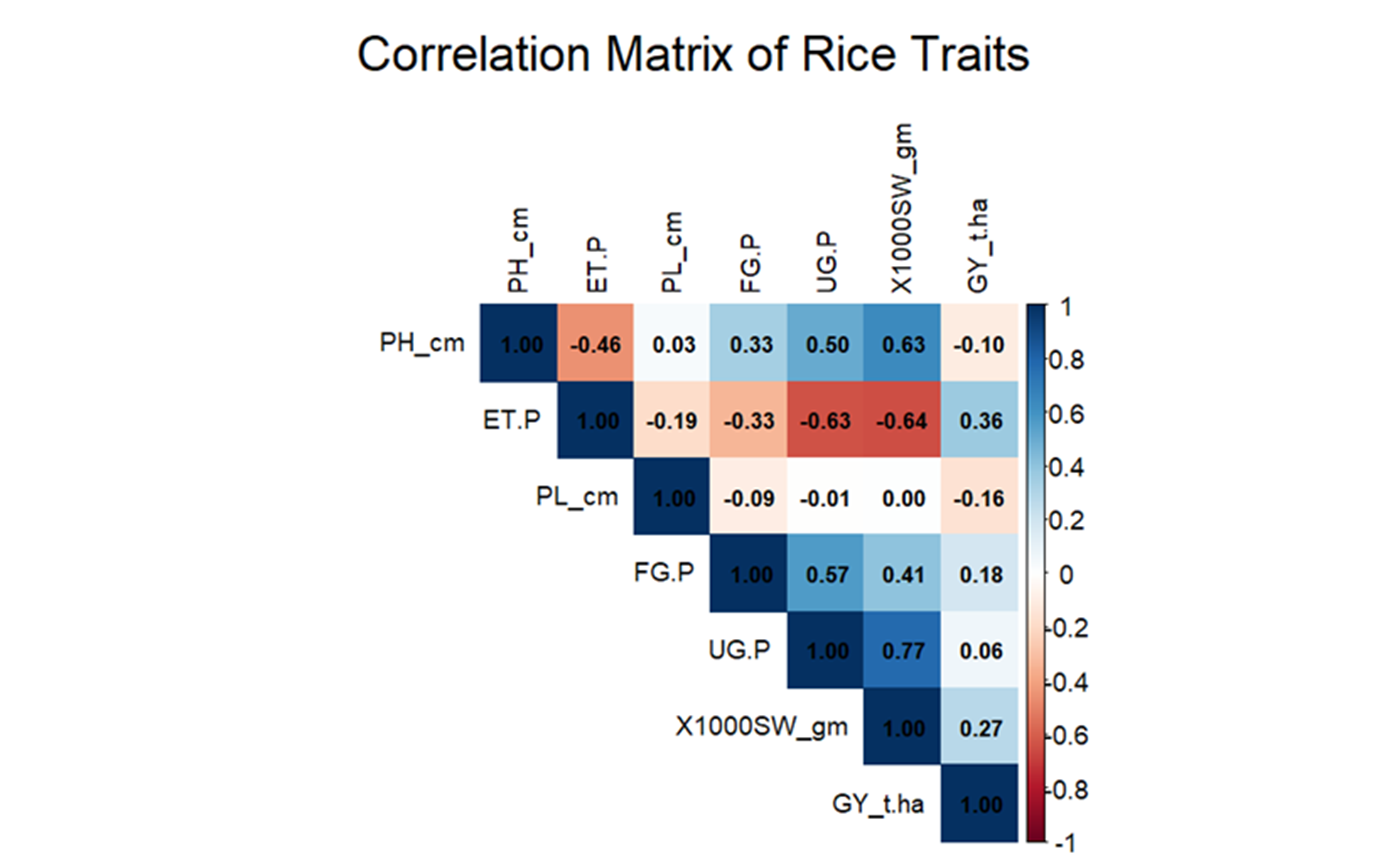 Correlation Matrix of Rice Traits
PH_cm ET.P PL_cm FG.P UG.P X1000SW_gm GY_t.ha
PH_cm 1.00 -0.46 0.03 0.33 0.50 0.63 -0.10
ET.P 1.00 -0.19 -0.33 -0.63 -0.64 0.36
PL_cm 1.00 -0.09 -0.01 0.00 -0.16
FG.P 1.00 0.57 0.41 0.18
UG.P 1.00 0.77 0.06
X1000SW_gm 1.00 0.27
GY_t.ha 1.00
1
0.8
0.6
0.4
0.2
0
-0.2
-0.4
-0.6
-0.8
-1